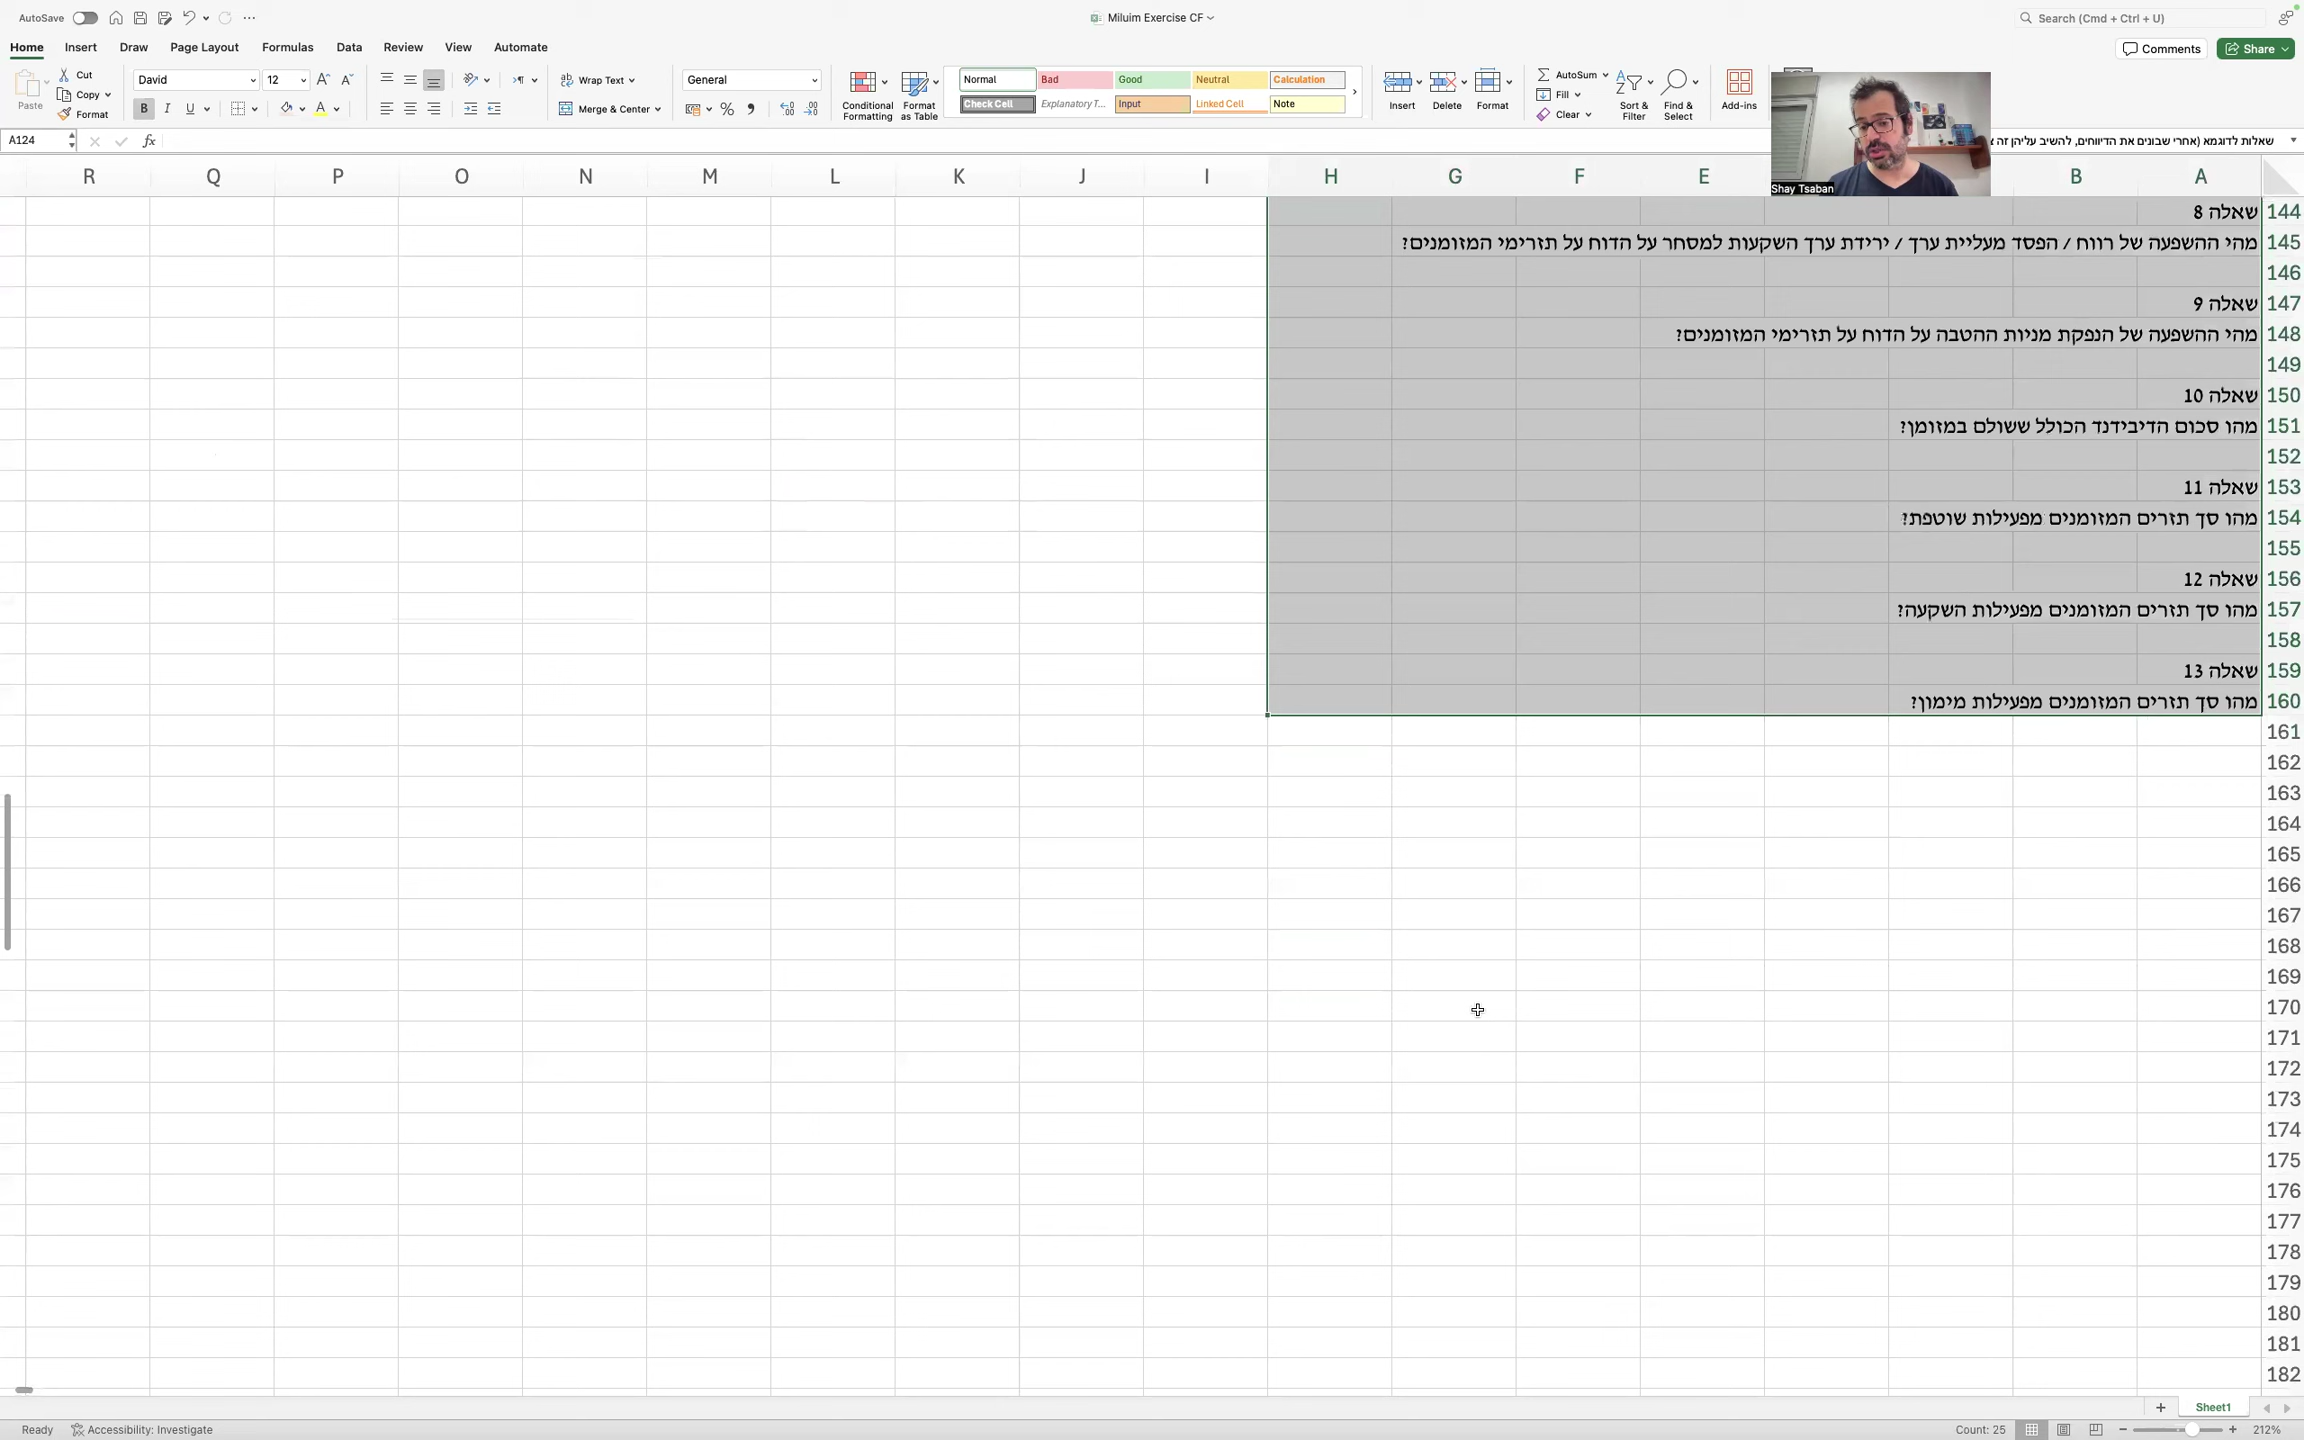 AutoSave
Miluim Exercise CF
Search (Cmd + Ctrl + U)
Home Insert Draw Page Layout Formulas Data Review View Automate
Comments
Share
Paste
Cut
Copy
Format
David
12
Wrap Text
Merge & Center
General
Conditional Formatting
Format as Table
Normal Bad Good Neutral Calculation
Check Cell Explanatory T... Input Linked Cell Note
Insert
Delete
Format
AutoSum
Fill
Clear
Sort & Filter
Find & Select
Add-ins
Shay Tsaban
A124
fx
שאלות לדוגמא (אחרי שבונים את הדיווחים, להשיב עליהן זה
R Q P O N M L K J I H G F E B A
144 שאלה 8
145 מהי ההשפעה של רווח / הפסד מעליית ערך / ירידת ערך השקעות למסחר על הדוח על תזרימי המזומנים?
146
147 שאלה 9
148 מהי ההשפעה של הנפקת מניות ההטבה על הדוח על תזרימי המזומנים?
149
150 שאלה 10
151 מהו סכום הדיבידנד הכולל ששולם במזומן?
152
153 שאלה 11
154 מהו סך תזרים המזומנים מפעילות שוטפת?
155
156 שאלה 12
157 מהו סך תזרים המזומנים מפעילות השקעה?
158
159 שאלה 13
160 מהו סך תזרים המזומנים מפעילות מימון?
161
162
163
164
165
166
167
168
169
170
171
172
173
174
175
176
177
178
179
180
181
182
Sheet1
Ready
Accessibility: Investigate
Count: 25
212%